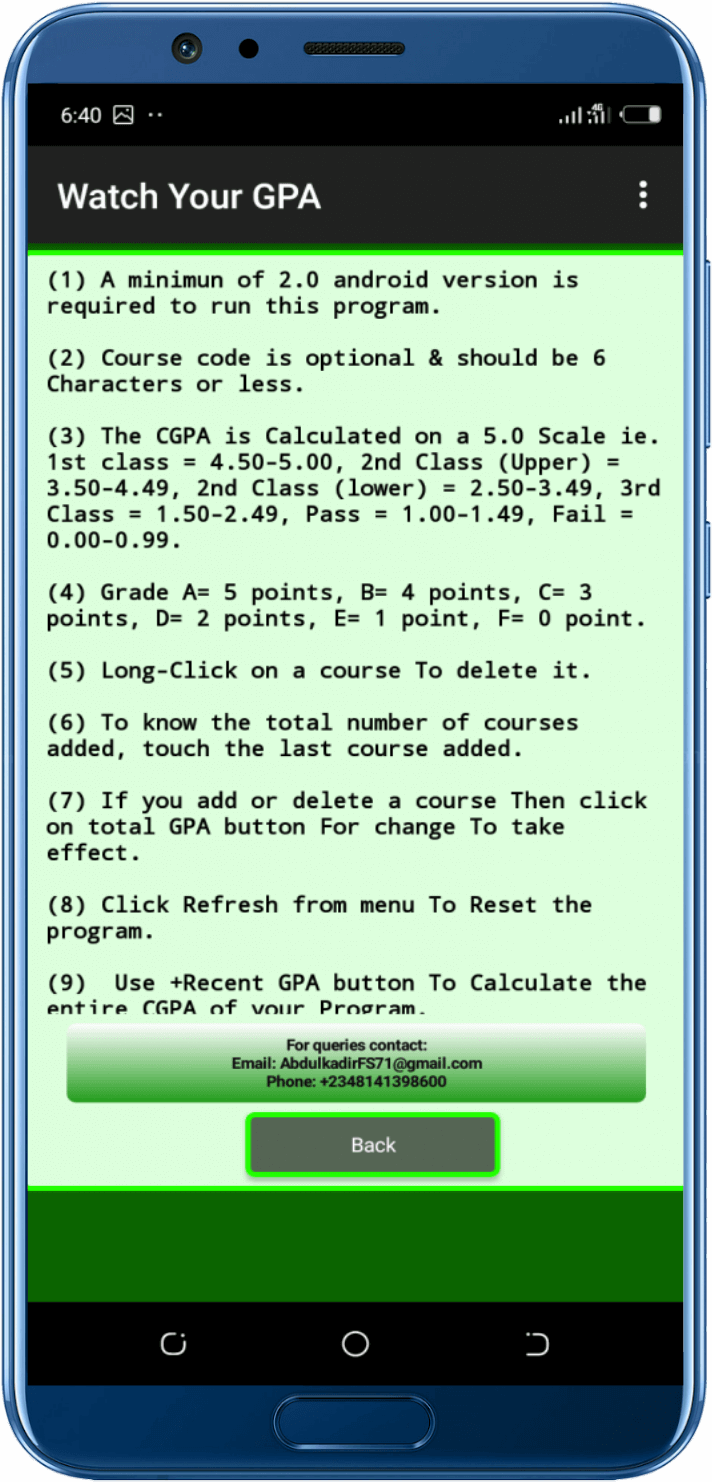 6:40
4G
Watch Your GPA
(1) A minimun of 2.0 android version is
required to run this program.
(2) Course code is optional & should be 6
Characters or less.
(3) The CGPA is Calculated on a 5.0 Scale ie.
1st class = 4.50-5.00, 2nd Class (Upper) =
3.50-4.49, 2nd Class (lower) = 2.50-3.49, 3rd
Class = 1.50-2.49, Pass = 1.00-1.49, Fail =
0.00-0.99.
(4) Grade A= 5 points, B= 4 points, C= 3
points, D= 2 points, E= 1 point, F= 0 point.
(5) Long-Click on a course To delete it.
(6) To know the total number of courses
added, touch the last course added.
(7) If you add or delete a course Then click
on total GPA button For change To take
effect.
(8) Click Refresh from menu To Reset the
program.
(9)  Use +Recent GPA button To Calculate the
entire CGPA of your Program.
For queries contact:
Email: AbdulkadirFS71@gmail.com
Phone: +2348141398600
Back